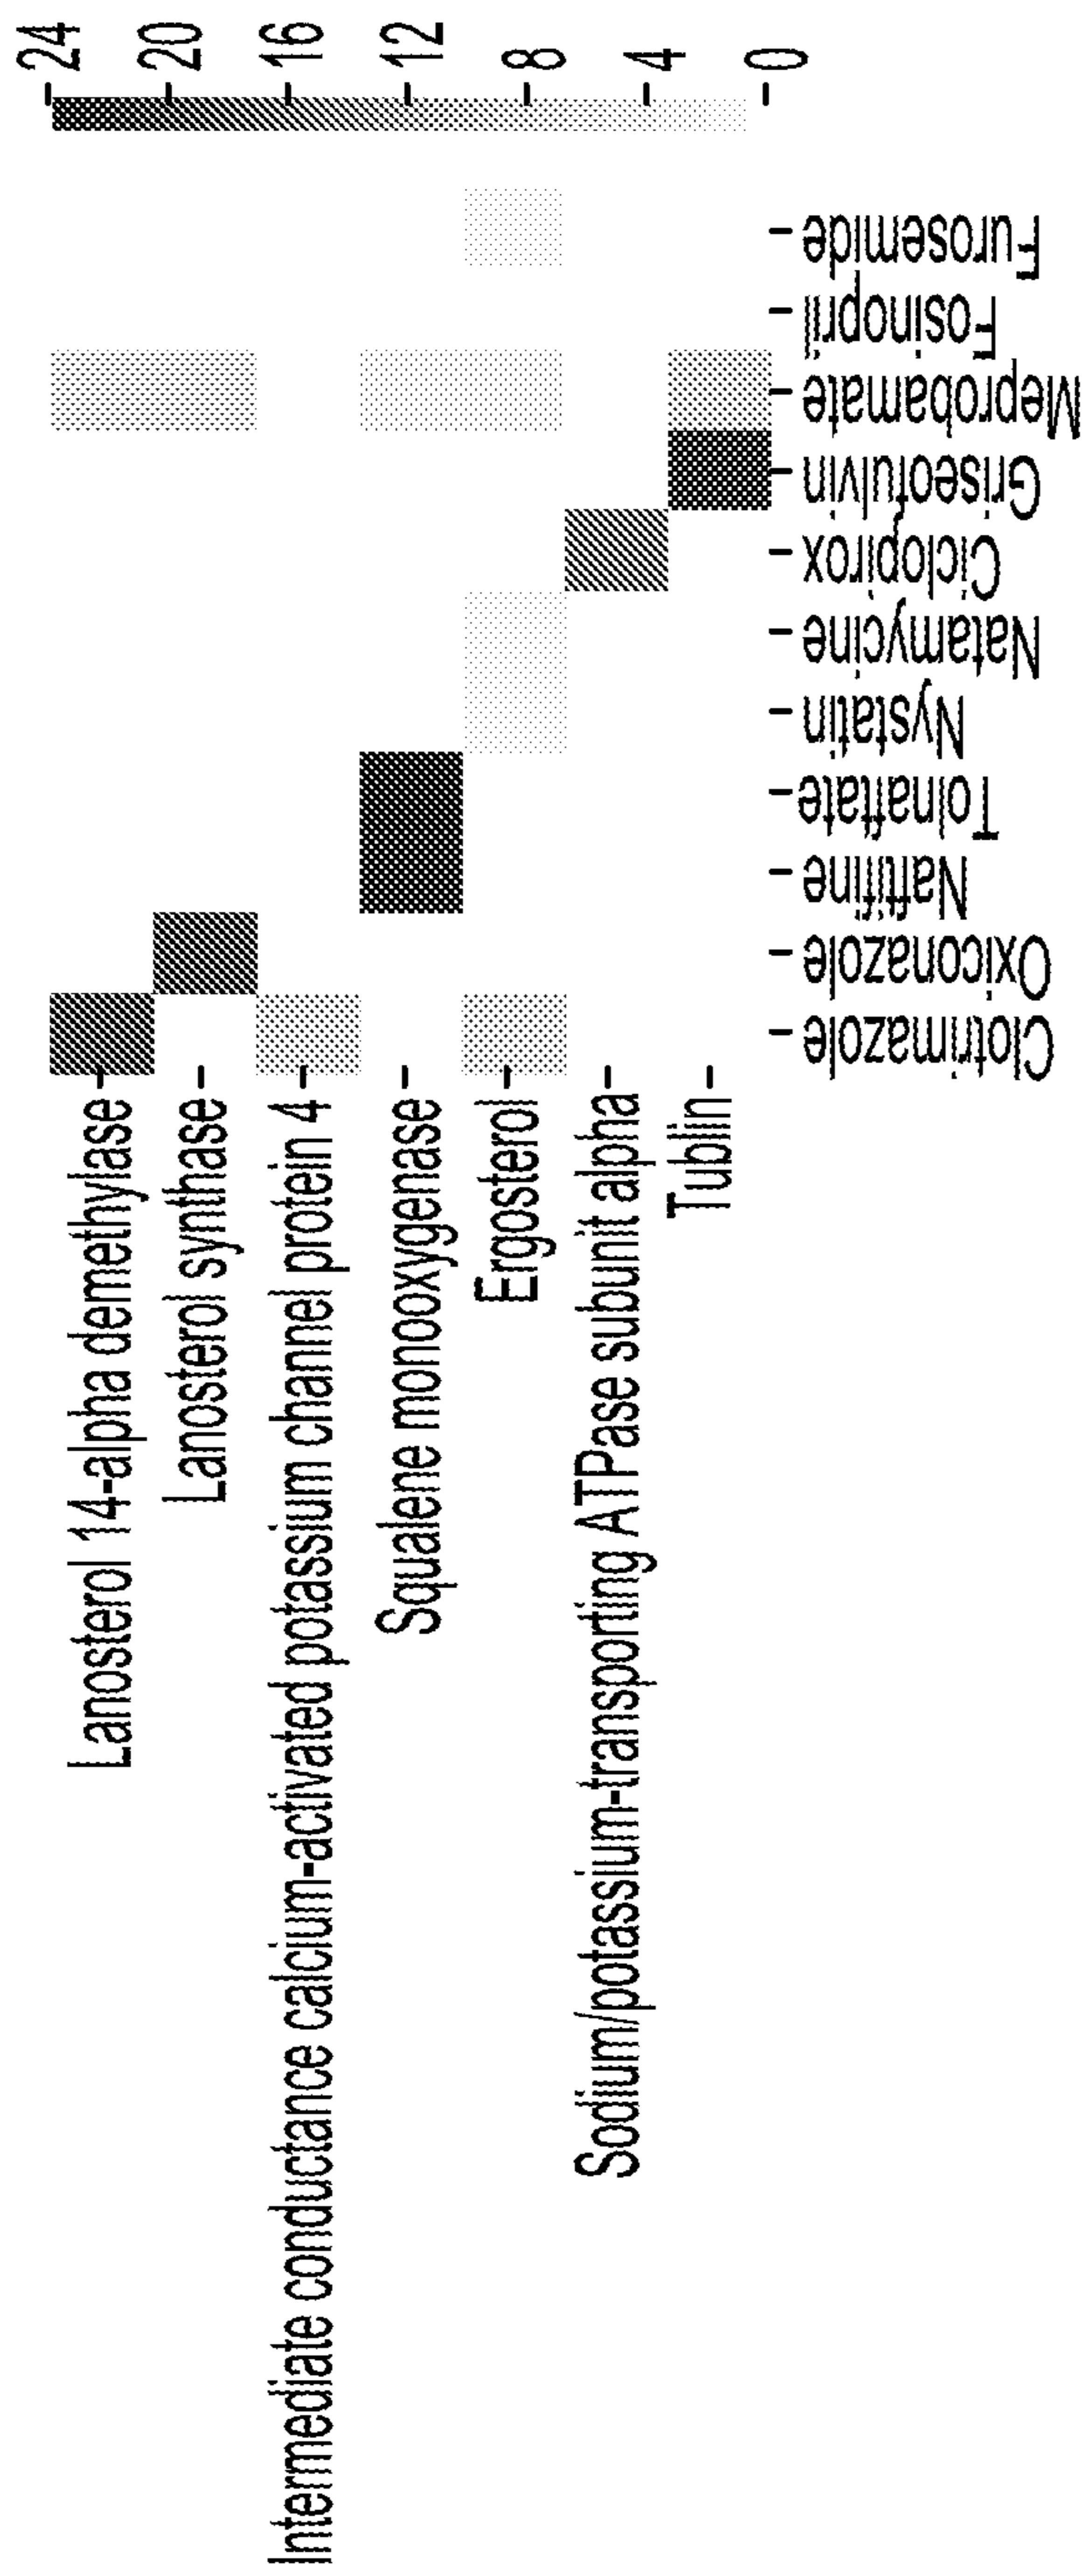 24
20
16
12
8
4
0
Lanosterol 14-alpha demethylase
Lanosterol synthase
Intermediate conductance calcium-activated potassium channel protein 4
Squalene monooxygenase
Ergosterol
Sodium/potassium-transporting ATPase subunit alpha
Tublin
Clotrimazole
Oxiconazole
Naftifine
Tolnaftate
Nystatin
Natamycine
Ciclopirox
Griseofulvin
Meprobamate
Fosinopril
Furosemide